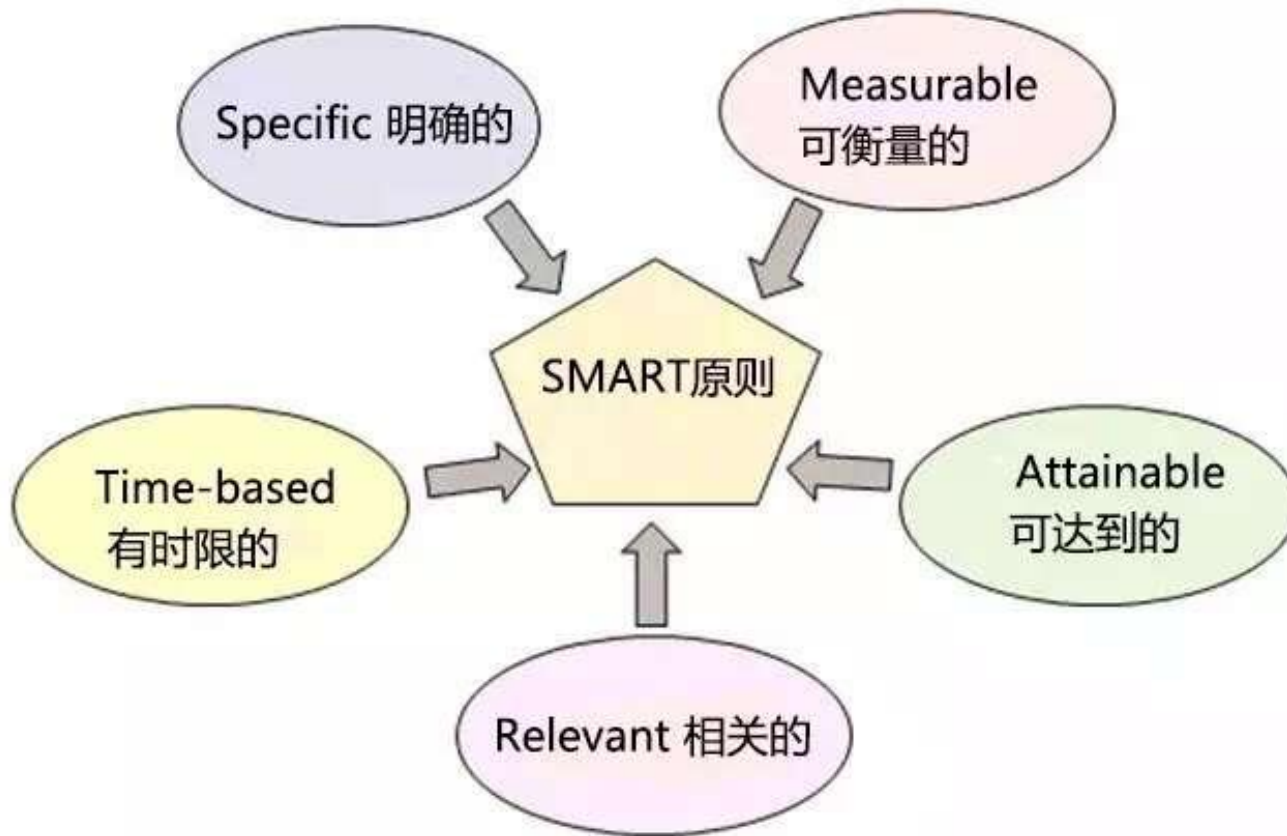 Specific 明确的
Measurable
可衡量的
SMART原则
Time-based
有时限的
Attainable
可达到的
Relevant 相关的